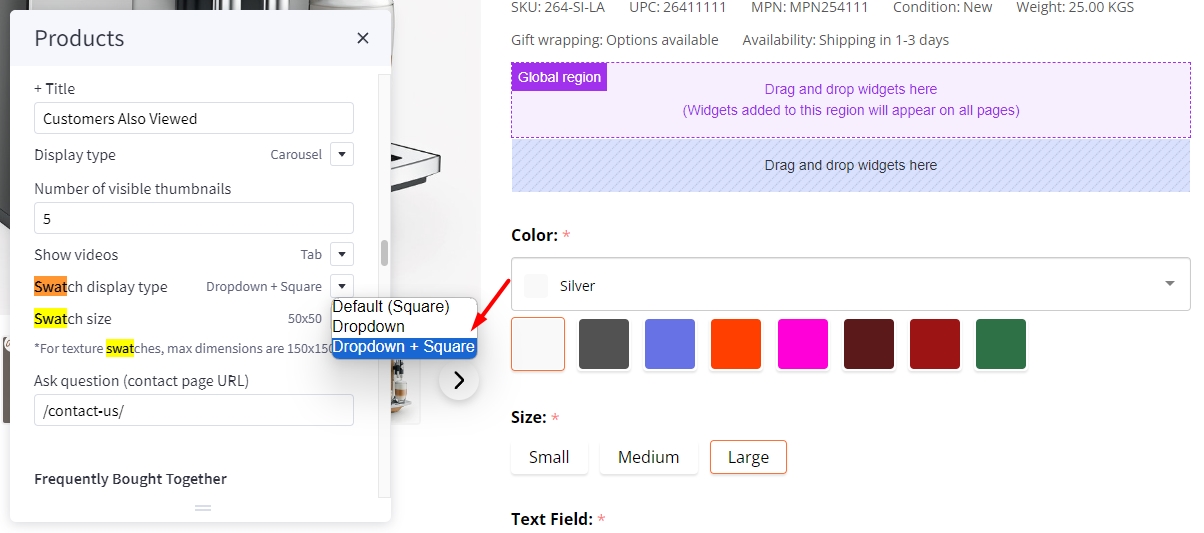 Products
+ Title
Customers Also Viewed
Display type
Carousel
Number of visible thumbnails
5
Show videos
Tab
Swatch display type
Dropdown + Square
Swatch size
50x50
Default (Square)
Dropdown
Dropdown + Square
*For texture swatches, max dimensions are 150x150
Ask question (contact page URL)
/contact-us/
Frequently Bought Together
SKU: 264-SI-LA UPC: 26411111 MPN: MPN254111 Condition: New Weight: 25.00 KGS
Gift wrapping: Options available Availability: Shipping in 1-3 days
Global region
Drag and drop widgets here
(Widgets added to this region will appear on all pages)
Drag and drop widgets here
Color: *
Silver
Size: *
Small Medium Large
Text Field: *